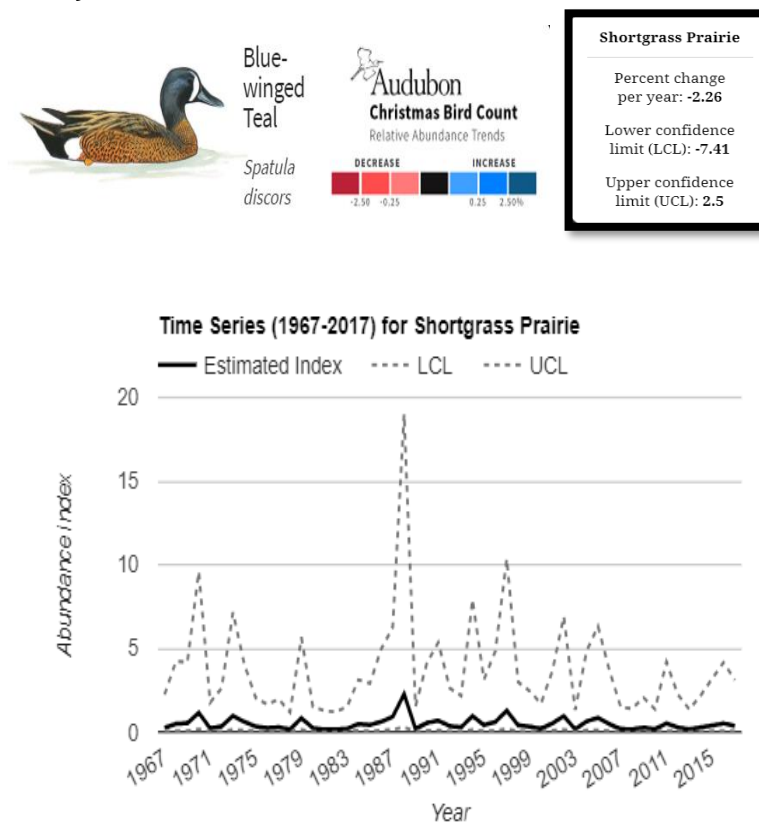 Blue-
winged
Teal
Spatula
discors
Audubon
Christmas Bird Count
Relative Abundance Trends
DECREASE INCREASE
-2.50 -0.25 0.25 2.50%
Shortgrass Prairie
Percent change
per year: -2.26
Lower confidence
limit (LCL): -7.41
Upper confidence
limit (UCL): 2.5
Time Series (1967-2017) for Shortgrass Prairie
Estimated Index LCL UCL
20
15
10
5
0
Abundance index
1967 1971 1975 1979 1983 1987 1991 1995 1999 2003 2007 2011 2015
Year